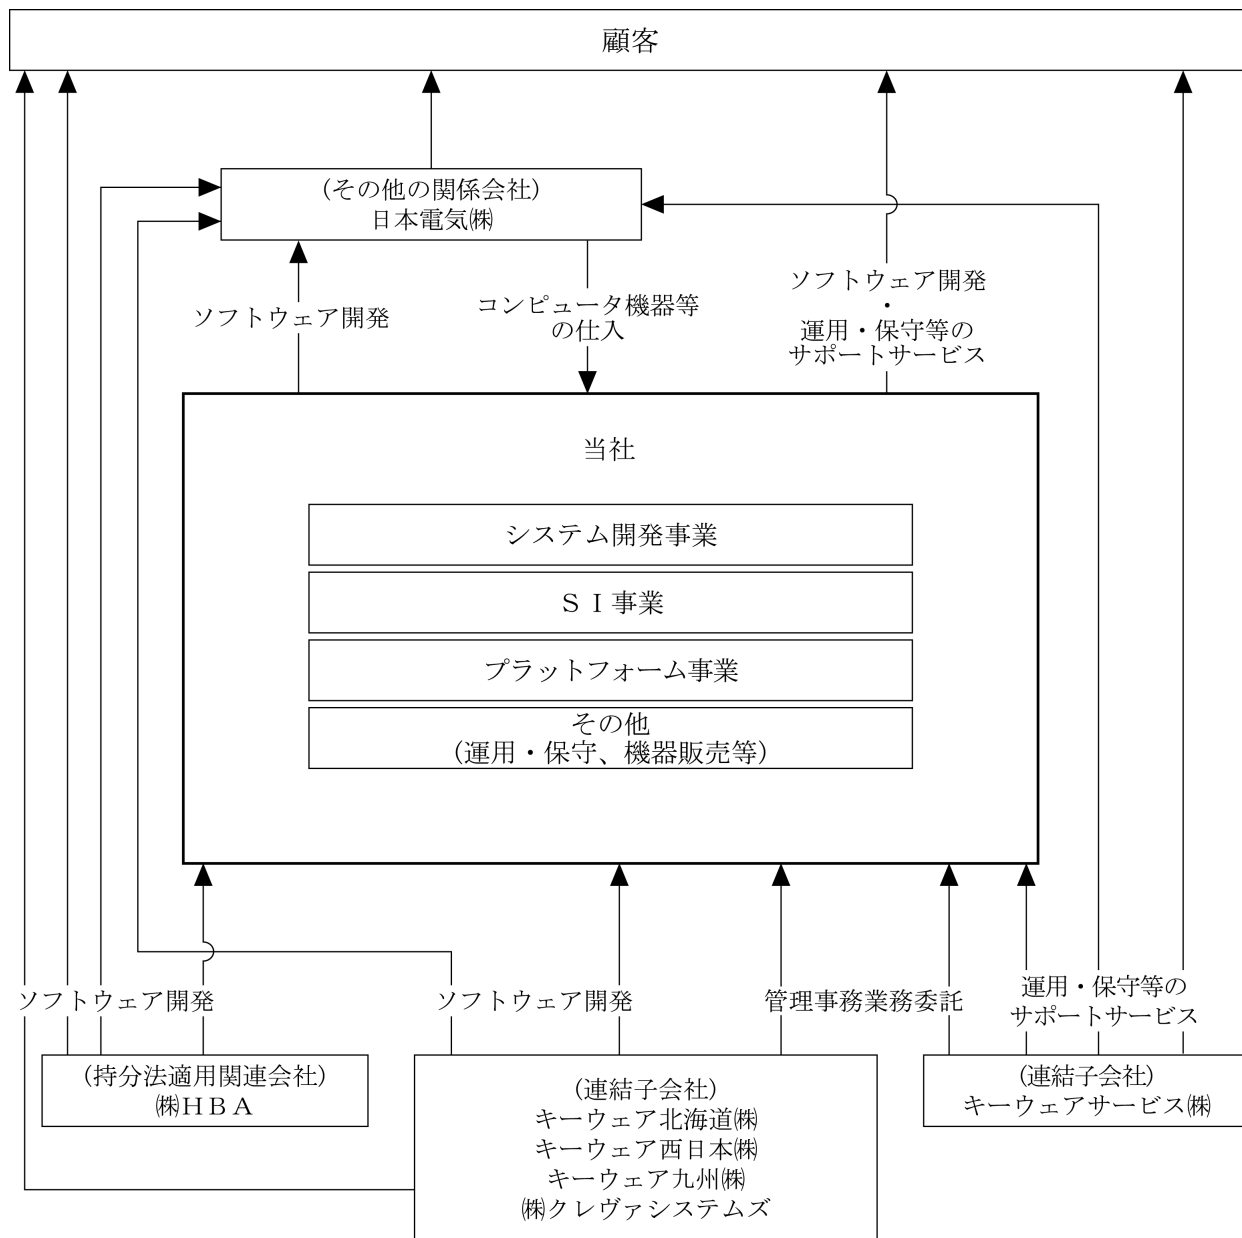 顧客
(その他の関係会社)
日本電気㈱
ソフトウェア開発
コンピュータ機器等
の仕入
ソフトウェア開発
・
運用・保守等の
サポートサービス
当社
システム開発事業
ＳＩ事業
プラットフォーム事業
その他
(運用・保守、機器販売等)
ソフトウェア開発
ソフトウェア開発
管理事務業務委託
運用・保守等の
サポートサービス
(持分法適用関連会社)
㈱ＨＢＡ
(連結子会社)
キーウェア北海道㈱
キーウェア西日本㈱
キーウェア九州㈱
㈱クレヴァシステムズ
(連結子会社)
キーウェアサービス㈱